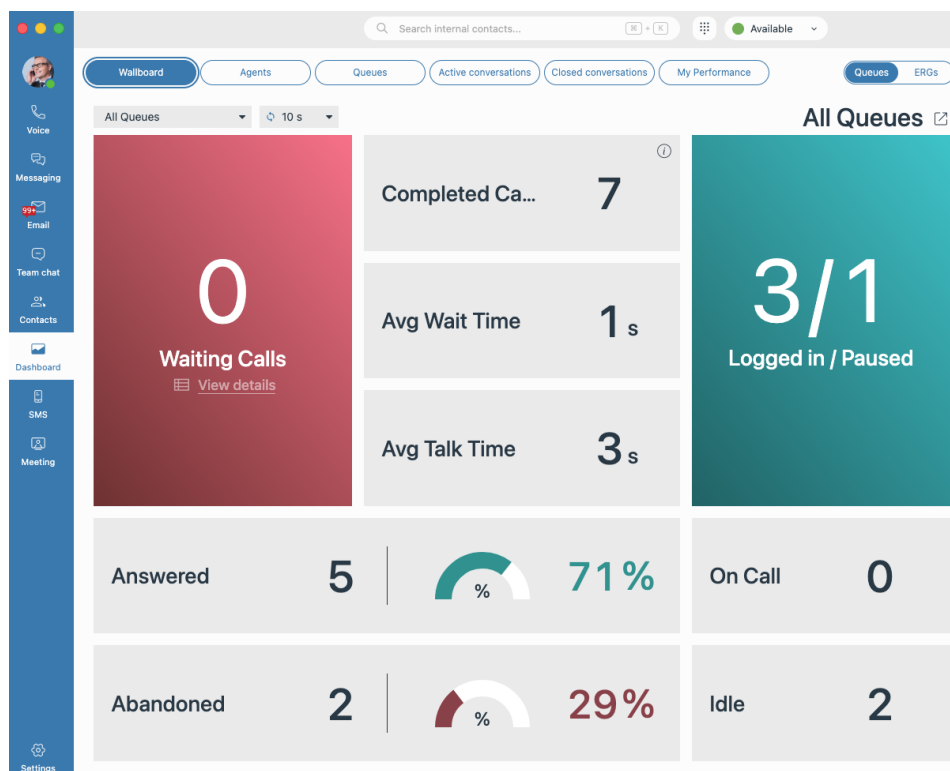 Search internal contacts...
⌘ + K
Available
Wallboard
Agents
Queues
Active conversations
Closed conversations
My Performance
Queues
ERGs
Voice
Messaging
99+
Email
Team chat
Contacts
Dashboard
SMS
Meeting
Settings
All Queues
10 s
All Queues
0
Waiting Calls
View details
Completed Ca...
7
Avg Wait Time
1 s
Avg Talk Time
3 s
3/1
Logged in / Paused
Answered
5
%
71%
On Call
0
Abandoned
2
%
29%
Idle
2